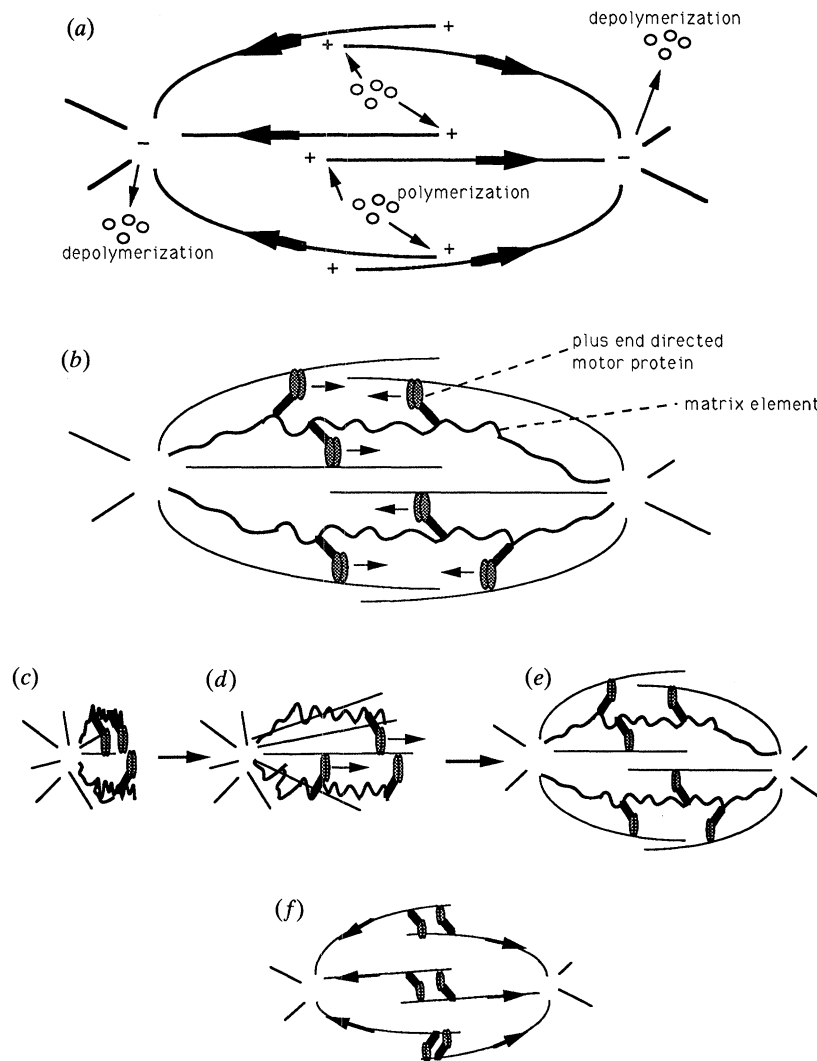 (a)
depolymerization
+
+
+
+
−
−
polymerization
depolymerization
+
+
(b)
plus end directed
motor protein
matrix element
(c)
(d)
(e)
(f)